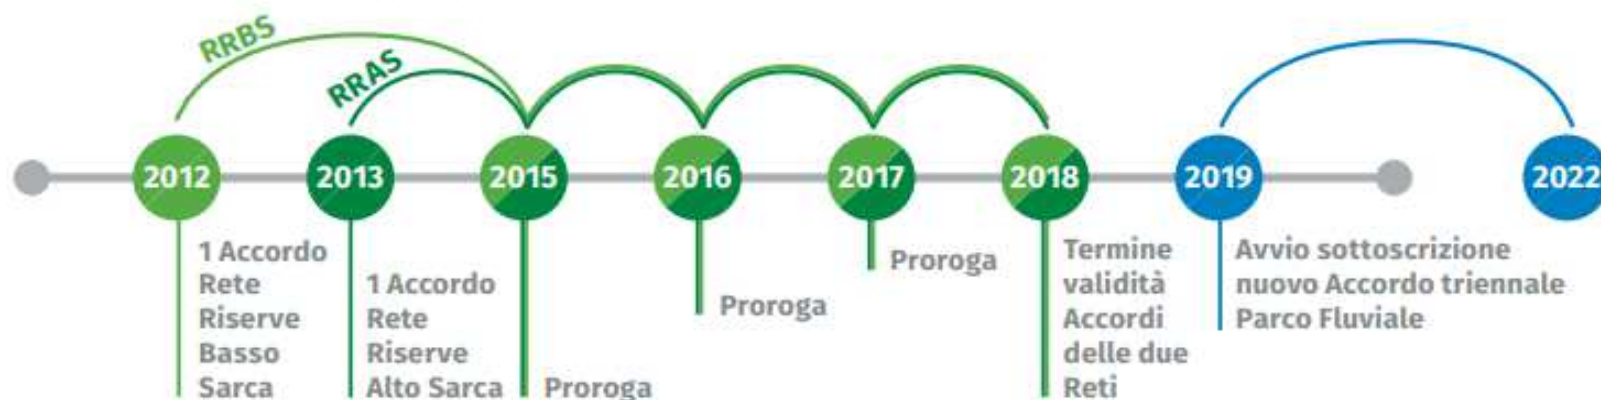 RRBS
RRAS
2012
2013
2015
2016
2017
2018
2019
2022
1 Accordo
Rete
Riserve
Basso
Sarca
1 Accordo
Rete
Riserve
Alto Sarca
Proroga
Proroga
Proroga
Termine
validità
Accordi
delle due
Reti
Avvio sottoscrizione
nuovo Accordo triennale
Parco Fluviale